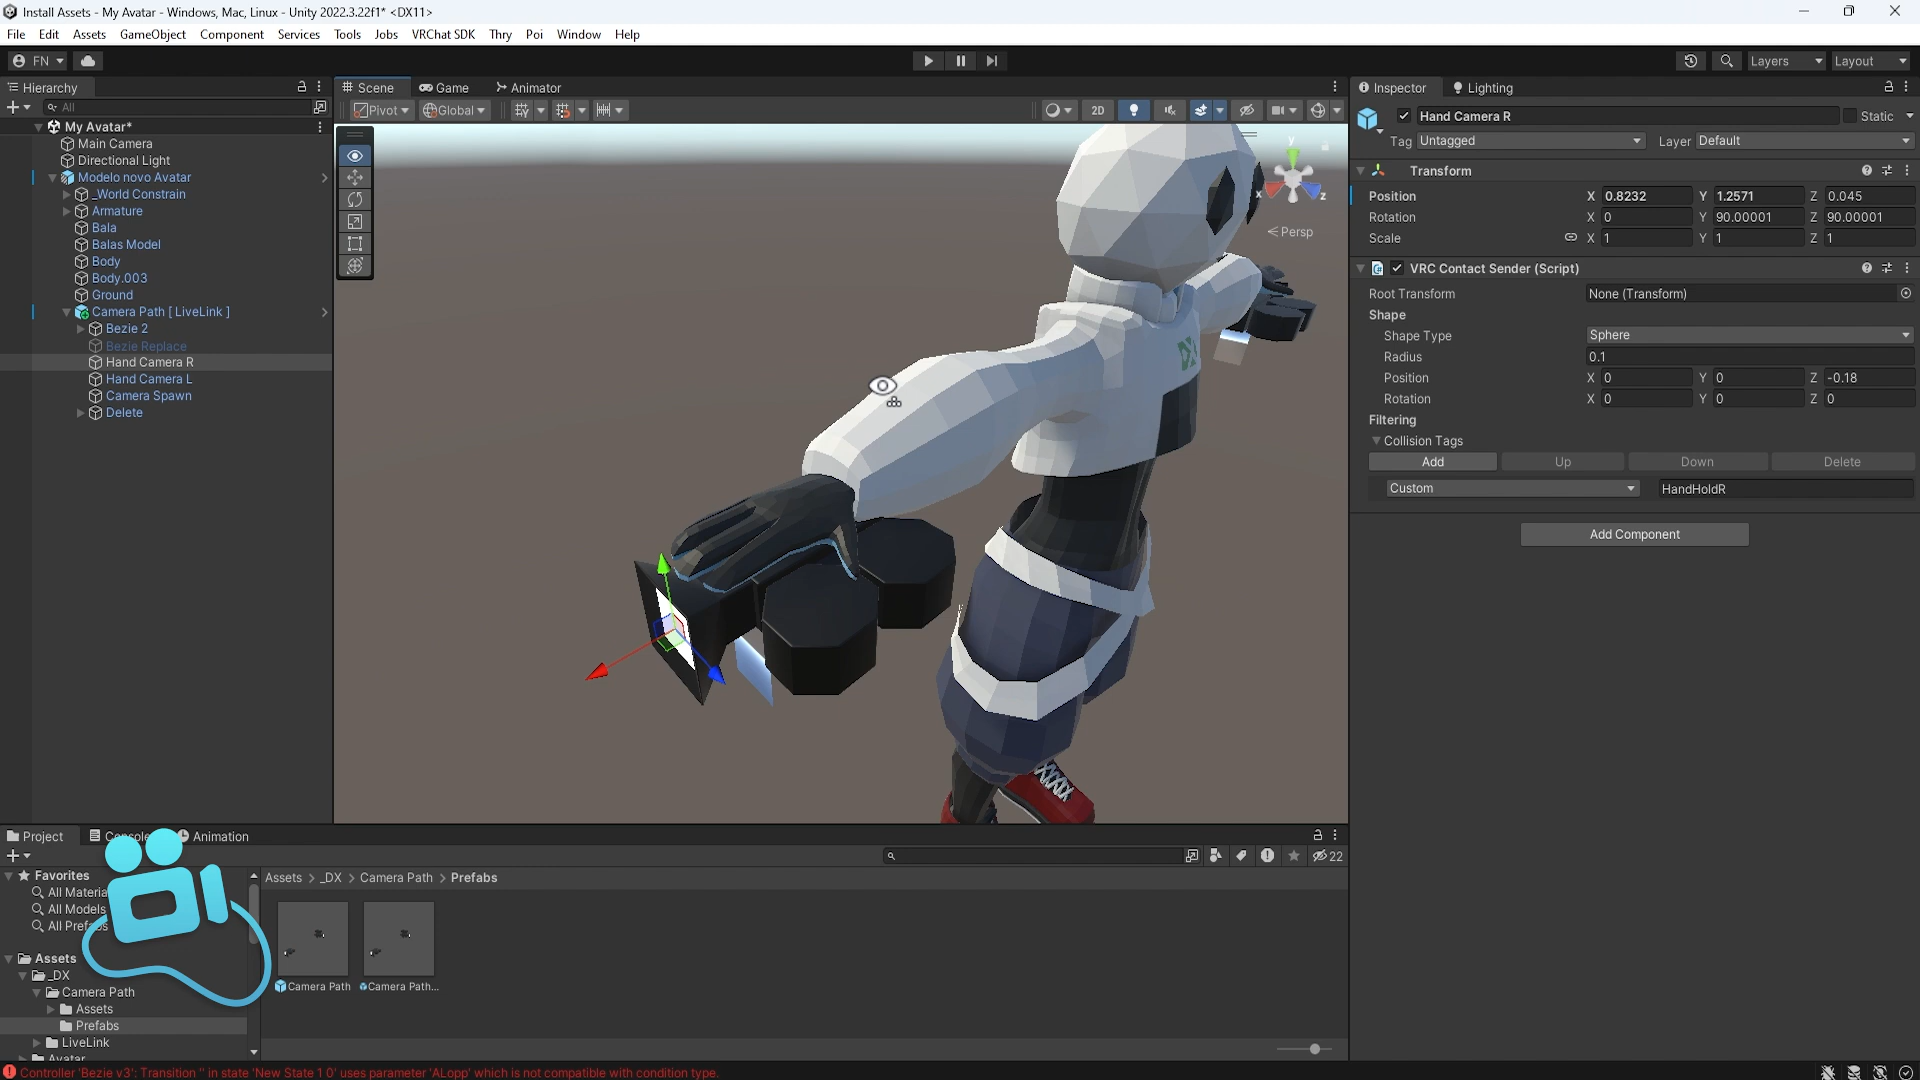 Install Assets - My Avatar - Windows, Mac, Linux - Unity 2022.3.22f1* <DX11>
File Edit Assets GameObject Component Services Tools Jobs VRChat SDK Thry Poi Window Help
FN
Layers
Layout
Hierarchy
All
My Avatar*
Main Camera
Directional Light
Modelo novo Avatar
_World Constrain
Armature
Bala
Balas Model
Body
Body.003
Ground
Camera Path [ LiveLink ]
Bezie 2
Bezie Replace
Hand Camera R
Hand Camera L
Camera Spawn
Delete
Scene Game Animator
Pivot Global
2D
y
x
z
Persp
DX
Inspector Lighting
Hand Camera R
Static
Tag Untagged Layer Default
Transform
Position X 0.8232 Y 1.2571 Z 0.045
Rotation X 0 Y 90.00001 Z 90.00001
Scale X 1 Y 1 Z 1
VRC Contact Sender (Script)
Root Transform None (Transform)
Shape
Shape Type Sphere
Radius 0.1
Position X 0 Y 0 Z -0.18
Rotation X 0 Y 0 Z 0
Filtering
Collision Tags
Add Up Down Delete
Custom HandHoldR
Add Component
Project Console Animation
22
Favorites
All Materia
All Models
All Prefabs
Assets
_DX
Camera Path
Assets
Prefabs
LiveLink
Avatar
Assets > _DX > Camera Path > Prefabs
Camera Path Camera Path...
Controller 'Bezie v3': Transition '' in state 'New State 1 0' uses parameter 'ALopp' which is not compatible with condition type.